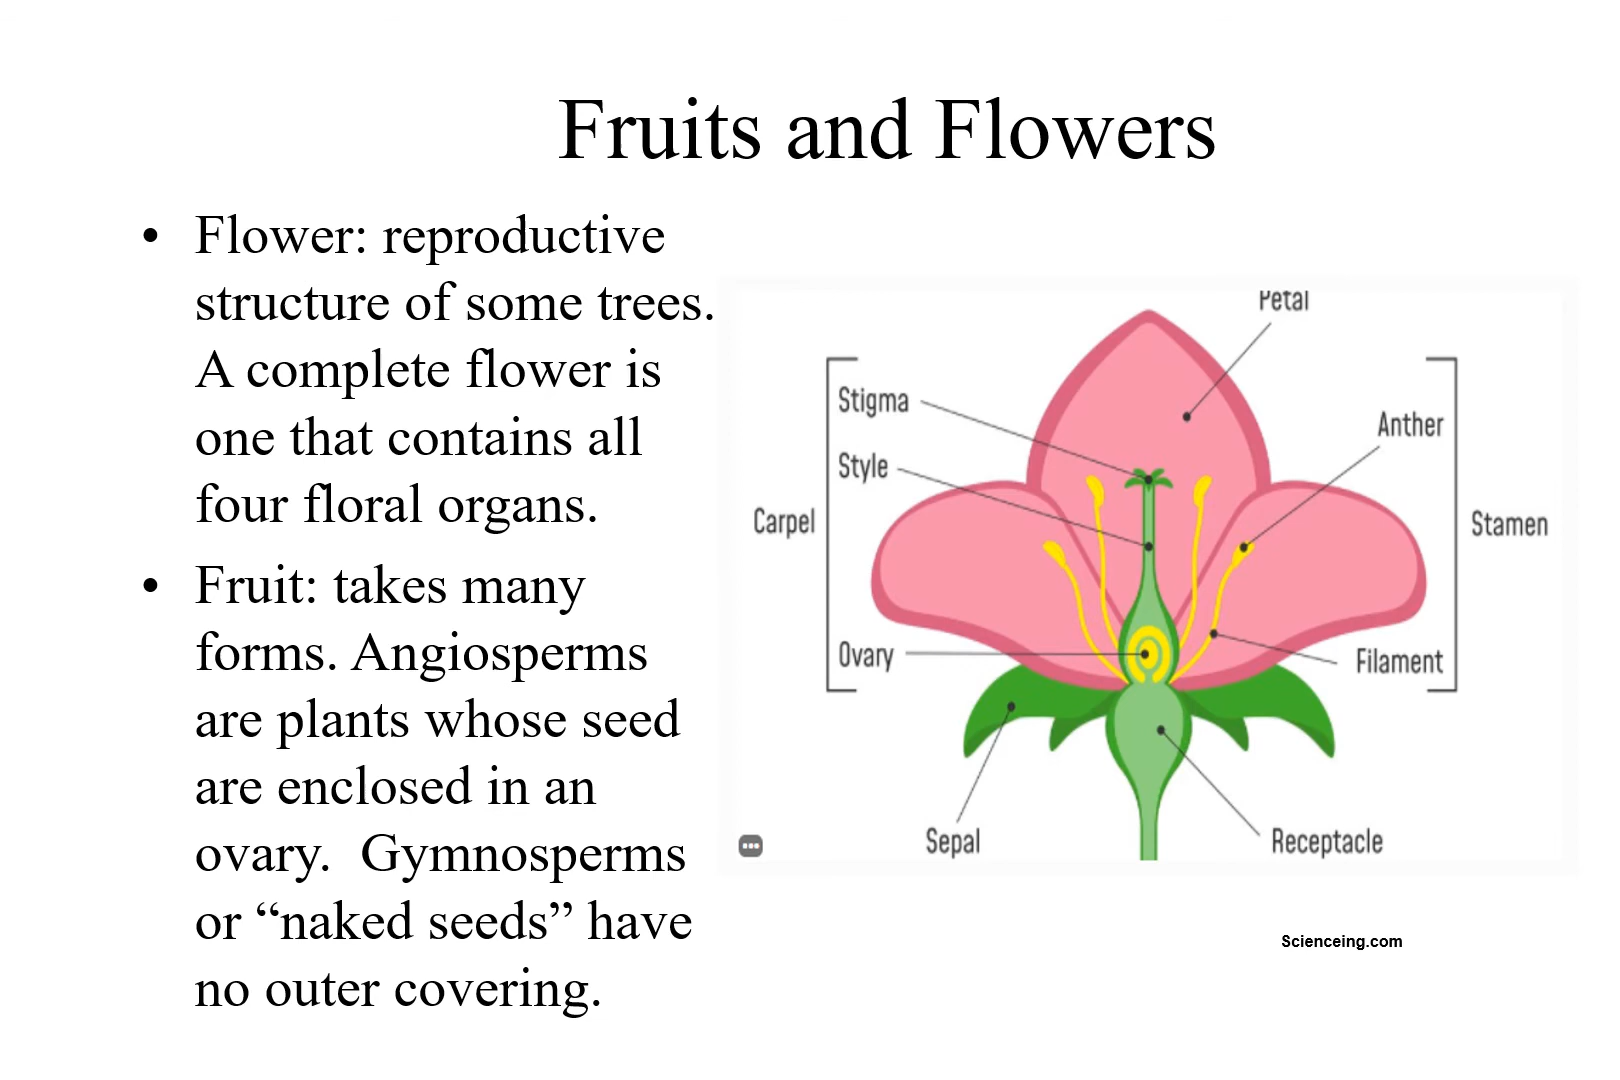 Fruits and Flowers
• Flower: reproductive
structure of some trees.
A complete flower is
one that contains all
four floral organs.
• Fruit: takes many
forms. Angiosperms
are plants whose seed
are enclosed in an
ovary.  Gymnosperms
or “naked seeds” have
no outer covering.
Petal
Stigma
Anther
Style
Carpel
Stamen
Ovary
Filament
Sepal
Receptacle
Scienceing.com